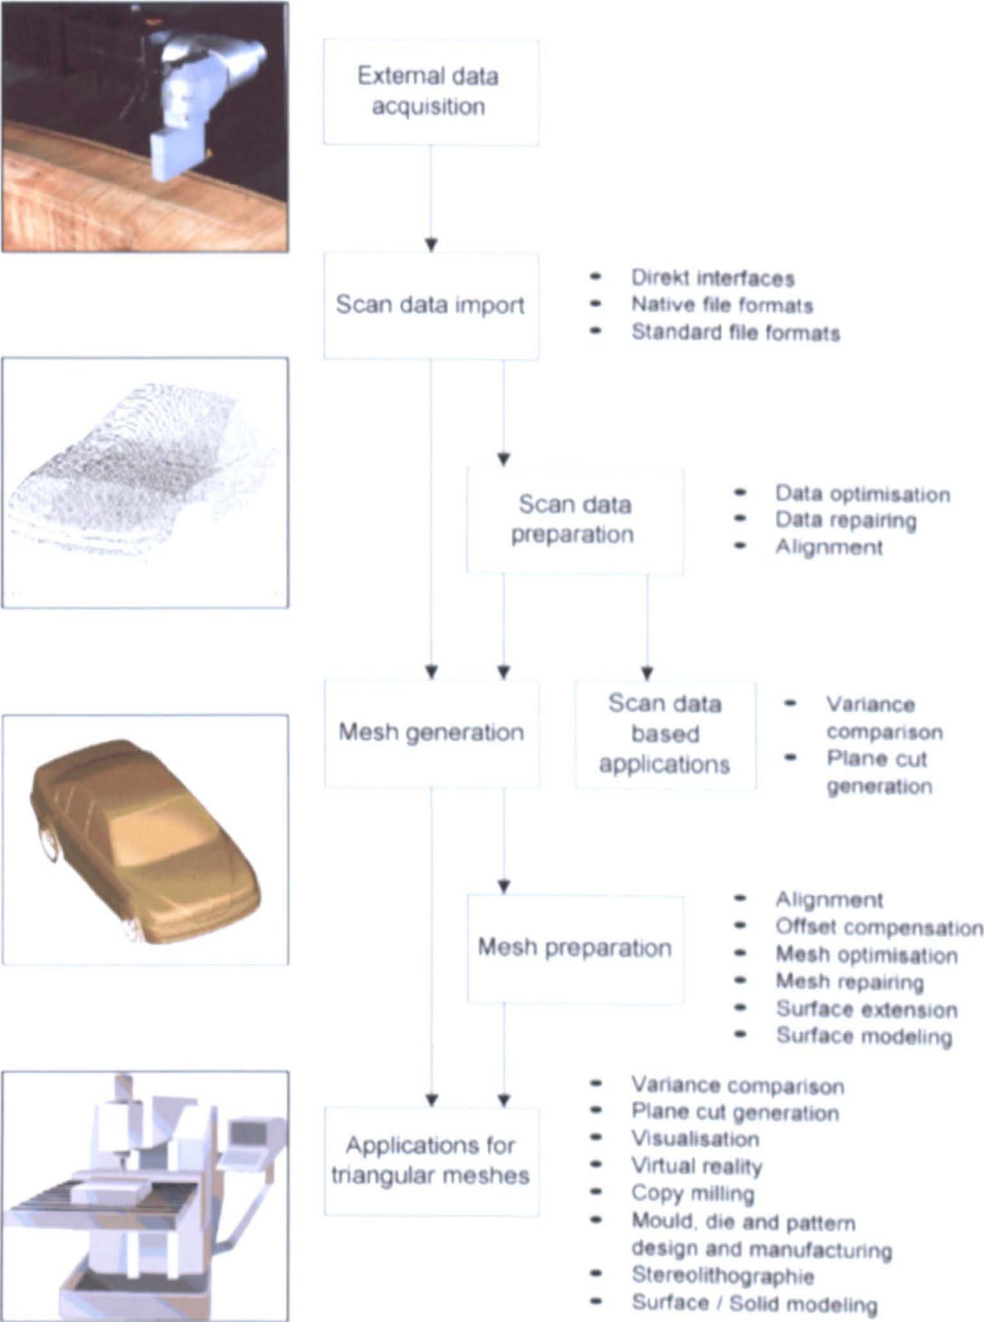 External data
acquisition
Scan data import
• Direkt interfaces
• Native file formats
• Standard file formats
Scan data
preparation
• Data optimisation
• Data repairing
• Alignment
Mesh generation
Scan data
based
applications
• Variance
comparison
• Plane cut
generation
Mesh preparation
• Alignment
• Offset compensation
• Mesh optimisation
• Mesh repairing
• Surface extension
• Surface modeling
Applications for
triangular meshes
• Variance comparison
• Plane cut generation
• Visualisation
• Virtual reality
• Copy milling
• Mould, die and pattern
design and manufacturing
• Stereolithographie
• Surface / Solid modeling